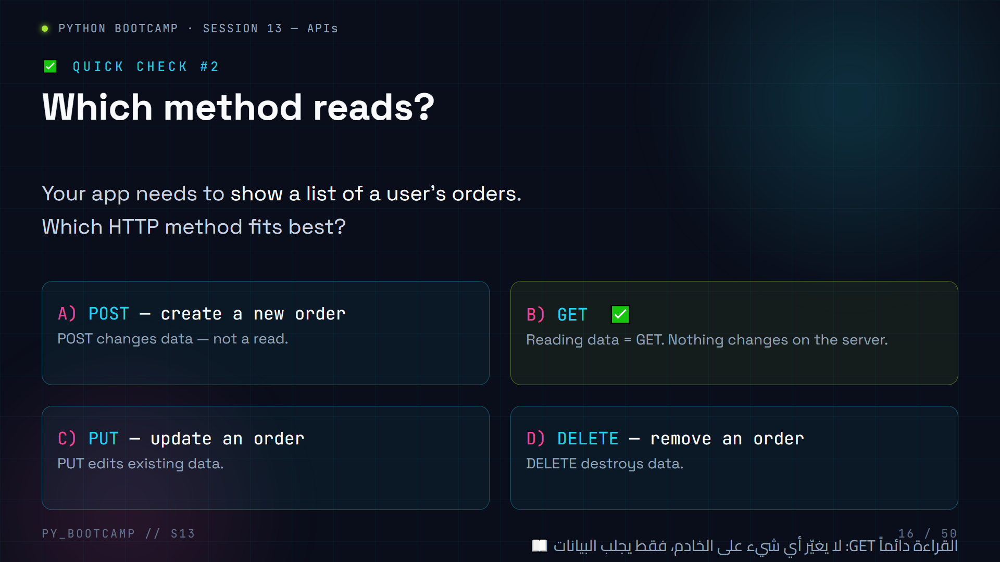 PYTHON BOOTCAMP · SESSION 13 — APIs
✅ QUICK CHECK #2
Which method reads?
Your app needs to show a list of a user's orders.
Which HTTP method fits best?
A) POST — create a new order
POST changes data — not a read.
B) GET ✅
Reading data = GET. Nothing changes on the server.
C) PUT — update an order
PUT edits existing data.
D) DELETE — remove an order
DELETE destroys data.
PY_BOOTCAMP // S13
16 / 50
القراءة دائماً GET: لا يغيّر أي شيء على الخادم، فقط يجلب البيانات 📖